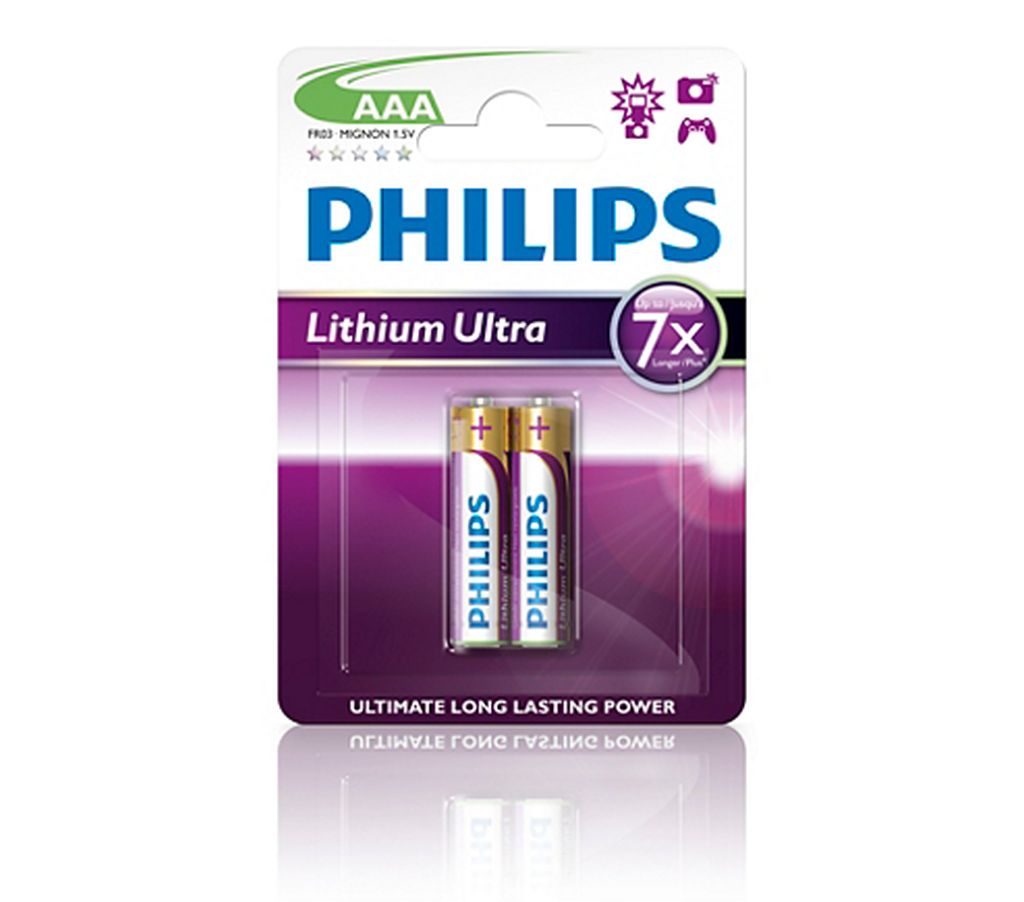 AAA
FR03 · MIGNON 1.5V
PHILIPS
Lithium Ultra
Up to / Jusqu'à
7x
Longer / Plus*
+
+
PHILIPS
Lithium Ultra
PHILIPS
Lithium Ultra
ULTIMATE LONG LASTING POWER